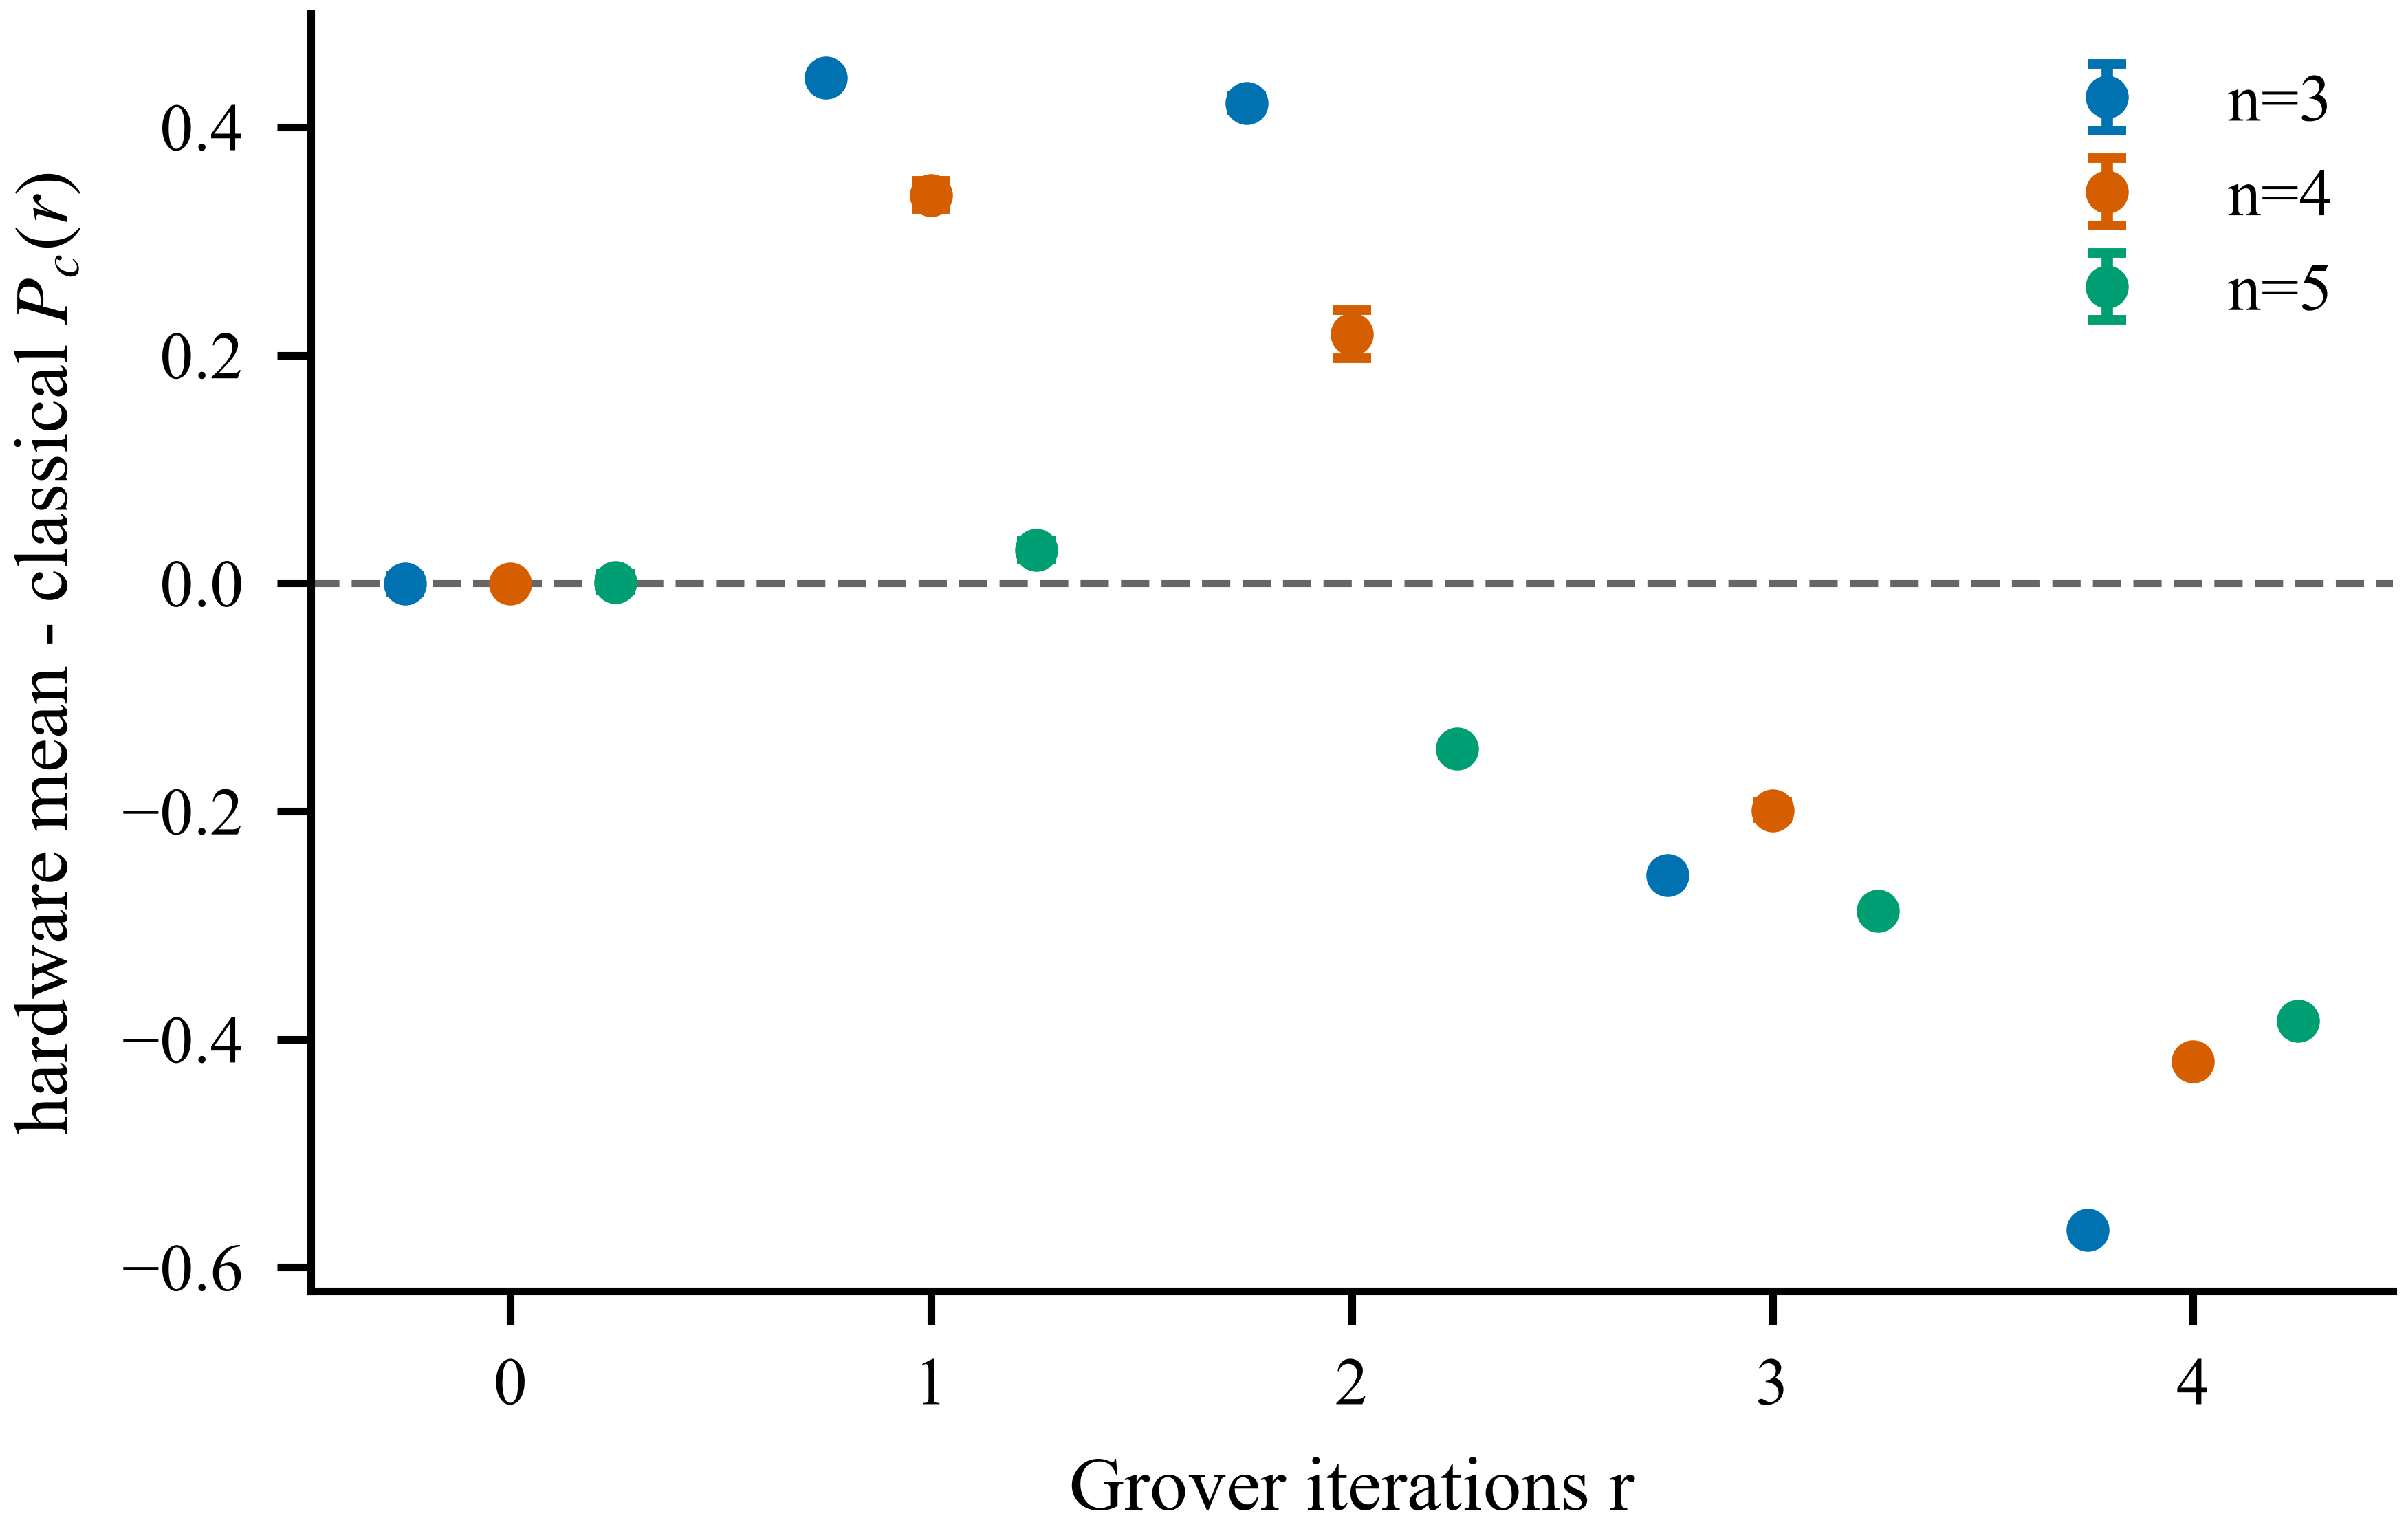 hardware mean - classical P_c(r)
0.4
0.2
0.0
−0.2
−0.4
−0.6
n=3
n=4
n=5
0 1 2 3 4
Grover iterations r